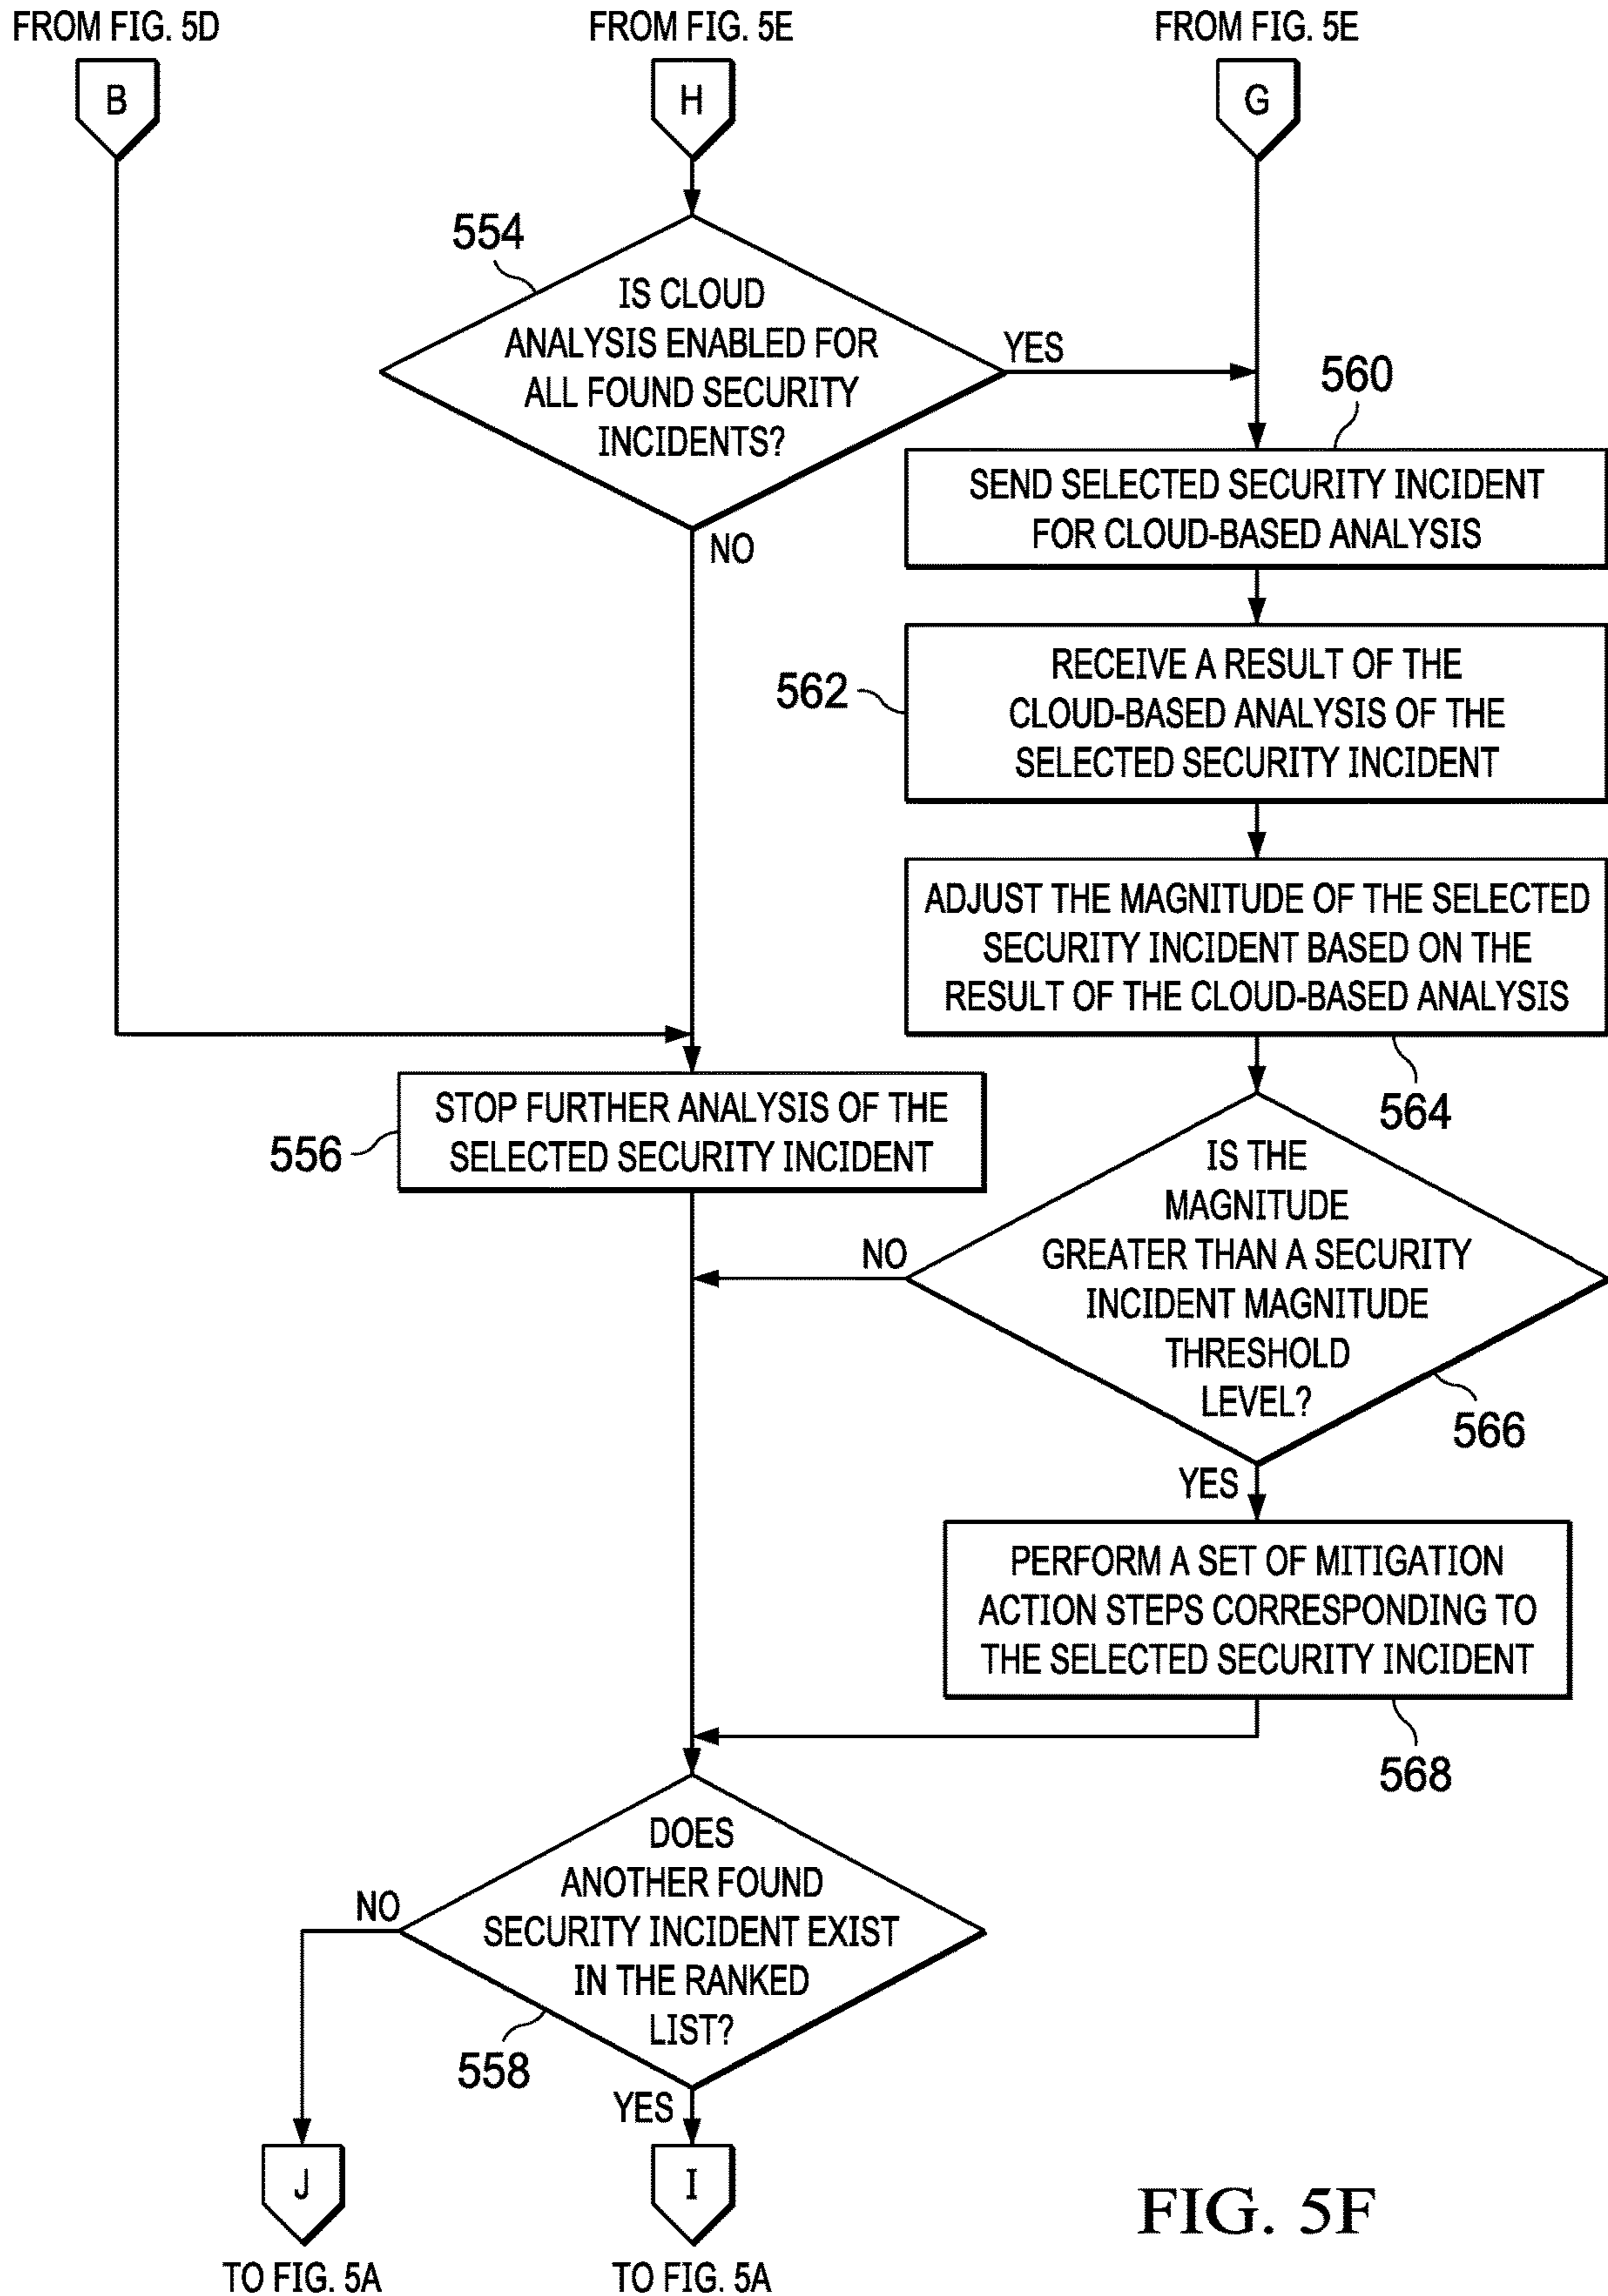 FROM FIG. 5D
FROM FIG. 5E
FROM FIG. 5E
B
H
G
554
IS CLOUD
ANALYSIS ENABLED FOR
ALL FOUND SECURITY
INCIDENTS?
YES
NO
560
SEND SELECTED SECURITY INCIDENT
FOR CLOUD-BASED ANALYSIS
562
RECEIVE A RESULT OF THE
CLOUD-BASED ANALYSIS OF THE
SELECTED SECURITY INCIDENT
ADJUST THE MAGNITUDE OF THE SELECTED
SECURITY INCIDENT BASED ON THE
RESULT OF THE CLOUD-BASED ANALYSIS
564
STOP FURTHER ANALYSIS OF THE
SELECTED SECURITY INCIDENT
556
IS THE
MAGNITUDE
GREATER THAN A SECURITY
INCIDENT MAGNITUDE
THRESHOLD
LEVEL?
NO
566
YES
PERFORM A SET OF MITIGATION
ACTION STEPS CORRESPONDING TO
THE SELECTED SECURITY INCIDENT
568
DOES
ANOTHER FOUND
SECURITY INCIDENT EXIST
IN THE RANKED
LIST?
NO
558
YES
J
I
TO FIG. 5A
TO FIG. 5A
FIG. 5F